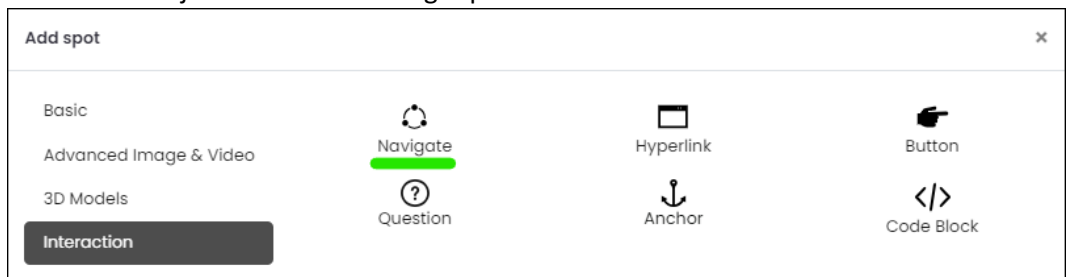 Add spot
×
Basic
Advanced Image & Video
3D Models
Interaction
Navigate
Hyperlink
Button
Question
Anchor
</>
Code Block